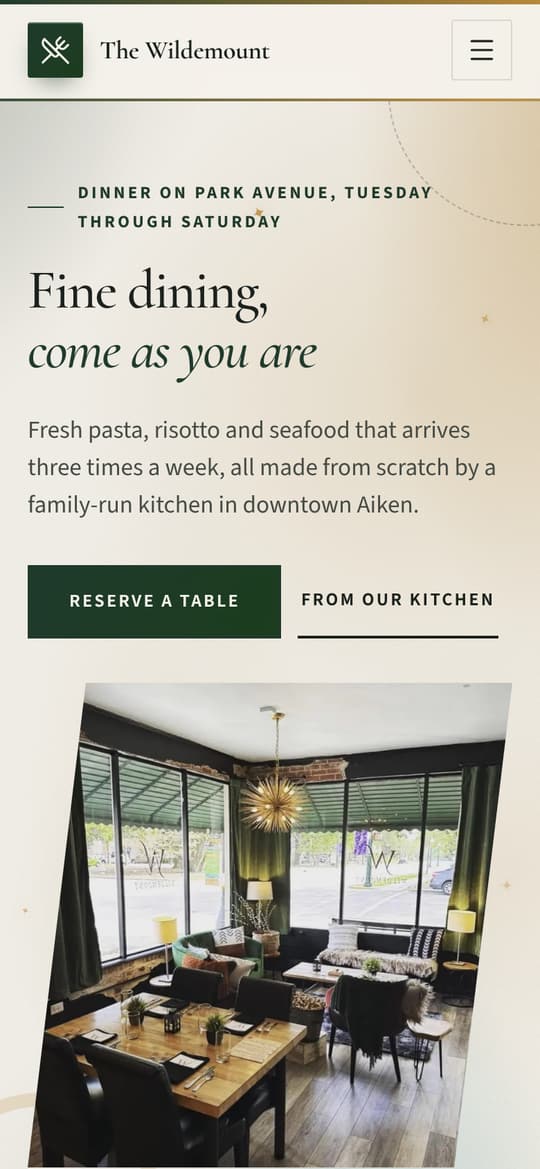 The Wildemount
DINNER ON PARK AVENUE, TUESDAY
THROUGH SATURDAY
Fine dining,
come as you are
Fresh pasta, risotto and seafood that arrives
three times a week, all made from scratch by a
family-run kitchen in downtown Aiken.
RESERVE A TABLE
FROM OUR KITCHEN
W
W